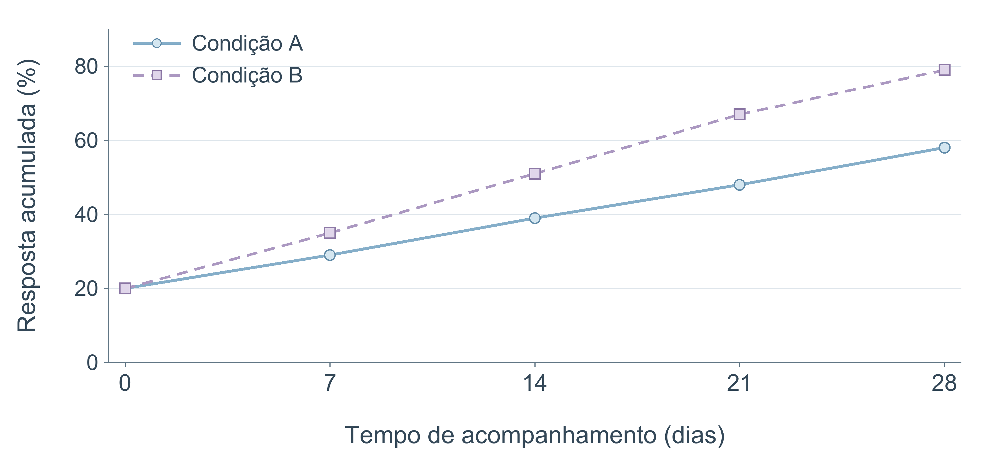 Condição A
Condição B
Resposta acumulada (%)
80
60
40
20
0
0 7 14 21 28
Tempo de acompanhamento (dias)